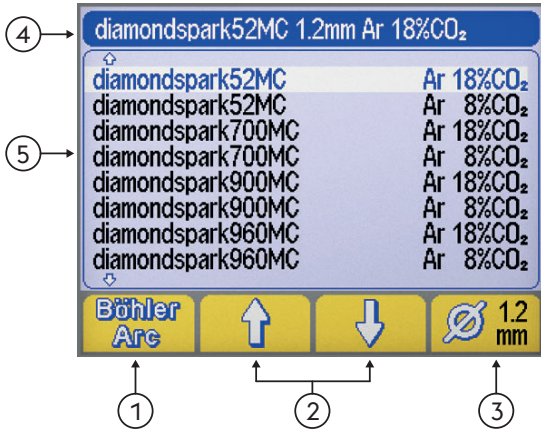 ④ diamondspark52MC 1.2mm Ar 18%CO₂
diamondspark52MC Ar 18%CO₂
diamondspark52MC Ar 8%CO₂
diamondspark700MC Ar 18%CO₂
⑤ diamondspark700MC Ar 8%CO₂
diamondspark900MC Ar 18%CO₂
diamondspark900MC Ar 8%CO₂
diamondspark960MC Ar 18%CO₂
diamondspark960MC Ar 8%CO₂
Böhler Arc 1.2 mm
① ② ③